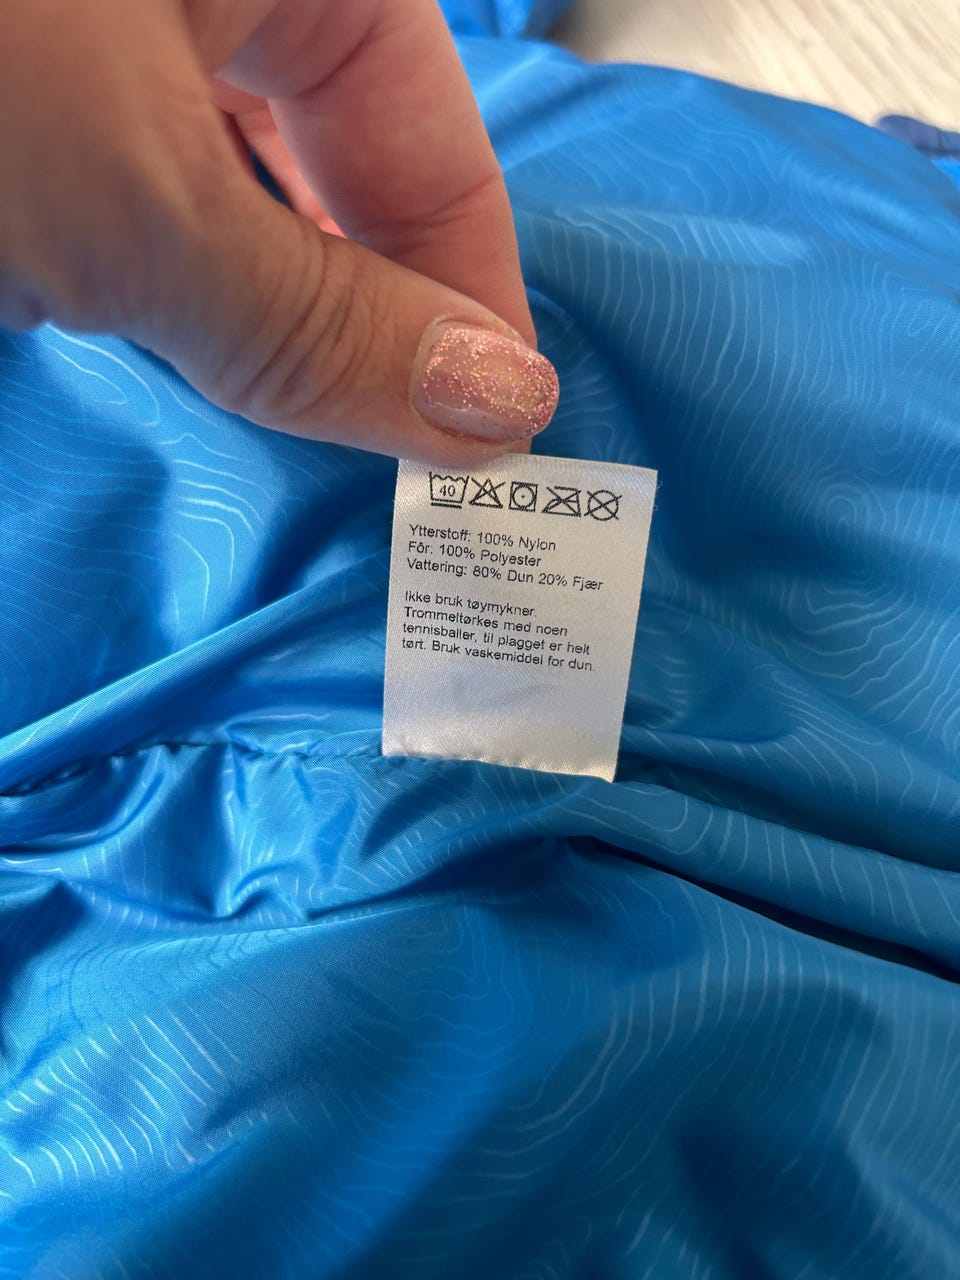 40
Ytterstoff: 100% Nylon
Fôr: 100% Polyester
Vattering: 80% Dun 20% Fjær
Ikke bruk tøymykner.
Trommeltørkes med noen
tennisballer, til plagget er helt
tørt. Bruk vaskemiddel for dun.